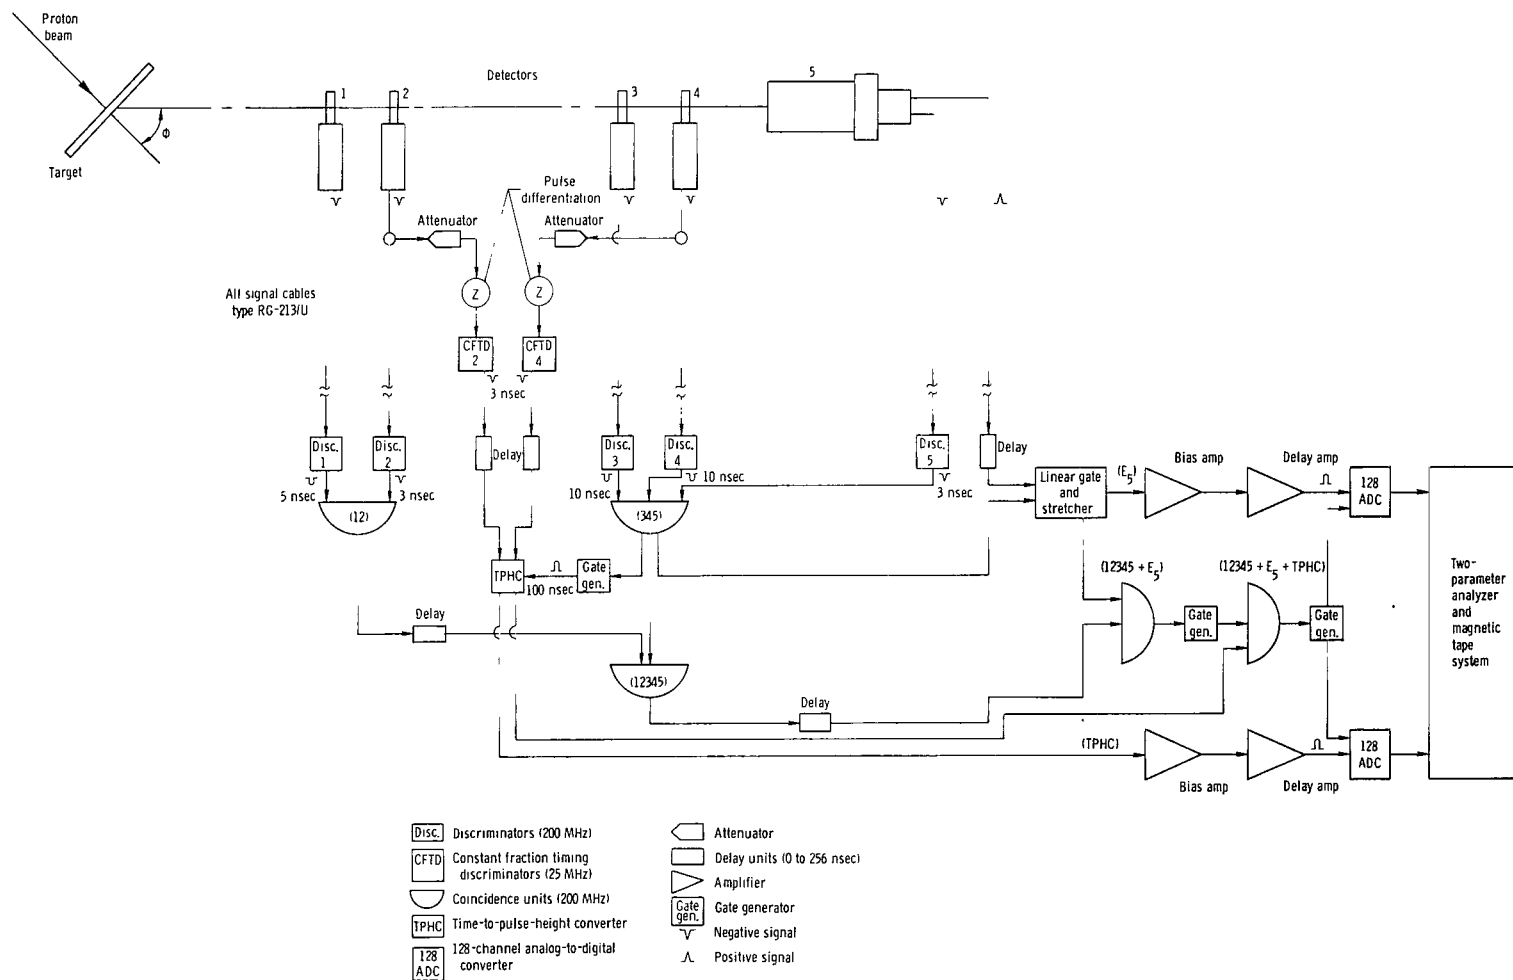 Proton
beam
Detectors
1
2
3
4
5
ϕ
Target
Pulse
differentiation
Attenuator
Attenuator
Z
Z
All signal cables
type RG-213/U
CFTD
2
CFTD
4
3 nsec
Disc.
1
Disc.
2
Delay
Disc.
3
Disc.
4
Disc.
5
Delay
5 nsec
3 nsec
10 nsec
10 nsec
3 nsec
(12)
(345)
Linear gate
and
stretcher
(E5)
Bias amp
Delay amp
128
ADC
TPHC
100 nsec
Gate
gen.
(12345 + E5)
(12345 + E5 + TPHC)
Gate
gen.
Gate
gen.
Two-
parameter
analyzer
and
magnetic
tape
system
Delay
(12345)
Delay
(TPHC)
Bias amp
Delay amp
128
ADC
Disc. Discriminators (200 MHz)
CFTD Constant fraction timing
discriminators (25 MHz)
Coincidence units (200 MHz)
TPHC Time-to-pulse-height converter
128
ADC
128-channel analog-to-digital
converter
Attenuator
Delay units (0 to 256 nsec)
Amplifier
Gate
gen.
Gate generator
Negative signal
Positive signal